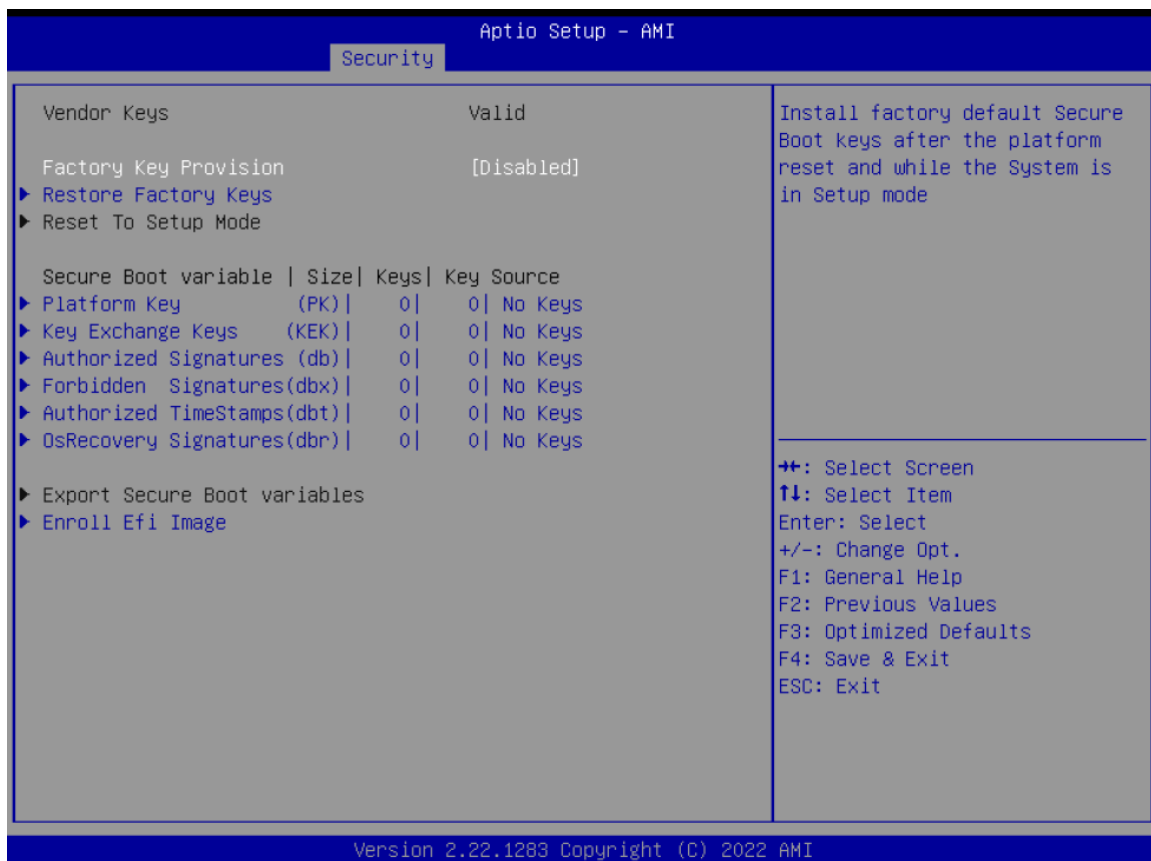 Aptio Setup – AMI
Security
Vendor Keys Valid
Factory Key Provision [Disabled]
Restore Factory Keys
Reset To Setup Mode
Secure Boot variable | Size| Keys| Key Source
Platform Key (PK)| 0| 0| No Keys
Key Exchange Keys (KEK)| 0| 0| No Keys
Authorized Signatures (db)| 0| 0| No Keys
Forbidden Signatures(dbx)| 0| 0| No Keys
Authorized TimeStamps(dbt)| 0| 0| No Keys
OsRecovery Signatures(dbr)| 0| 0| No Keys
Export Secure Boot variables
Enroll Efi Image
Install factory default Secure
Boot keys after the platform
reset and while the System is
in Setup mode
→←: Select Screen
↑↓: Select Item
Enter: Select
+/-: Change Opt.
F1: General Help
F2: Previous Values
F3: Optimized Defaults
F4: Save & Exit
ESC: Exit
Version 2.22.1283 Copyright (C) 2022 AMI